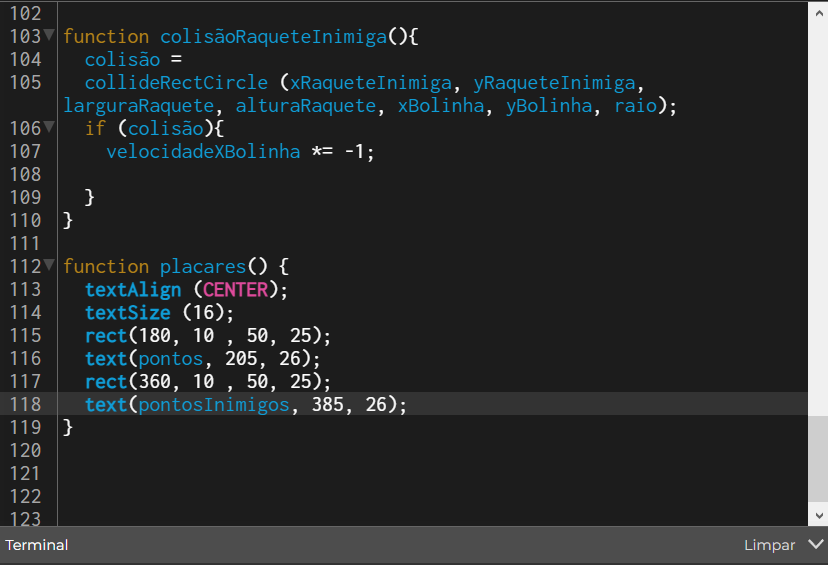 102
103 function colisãoRaqueteInimiga(){
104 colisão =
105 collideRectCircle (xRaqueteInimiga, yRaqueteInimiga,
larguraRaquete, alturaRaquete, xBolinha, yBolinha, raio);
106 if (colisão){
107 velocidadeXBolinha *= -1;
108
109 }
110 }
111
112 function placares() {
113 textAlign (CENTER);
114 textSize (16);
115 rect(180, 10 , 50, 25);
116 text(pontos, 205, 26);
117 rect(360, 10 , 50, 25);
118 text(pontosInimigos, 385, 26);
119 }
120
121
122
123
Terminal Limpar